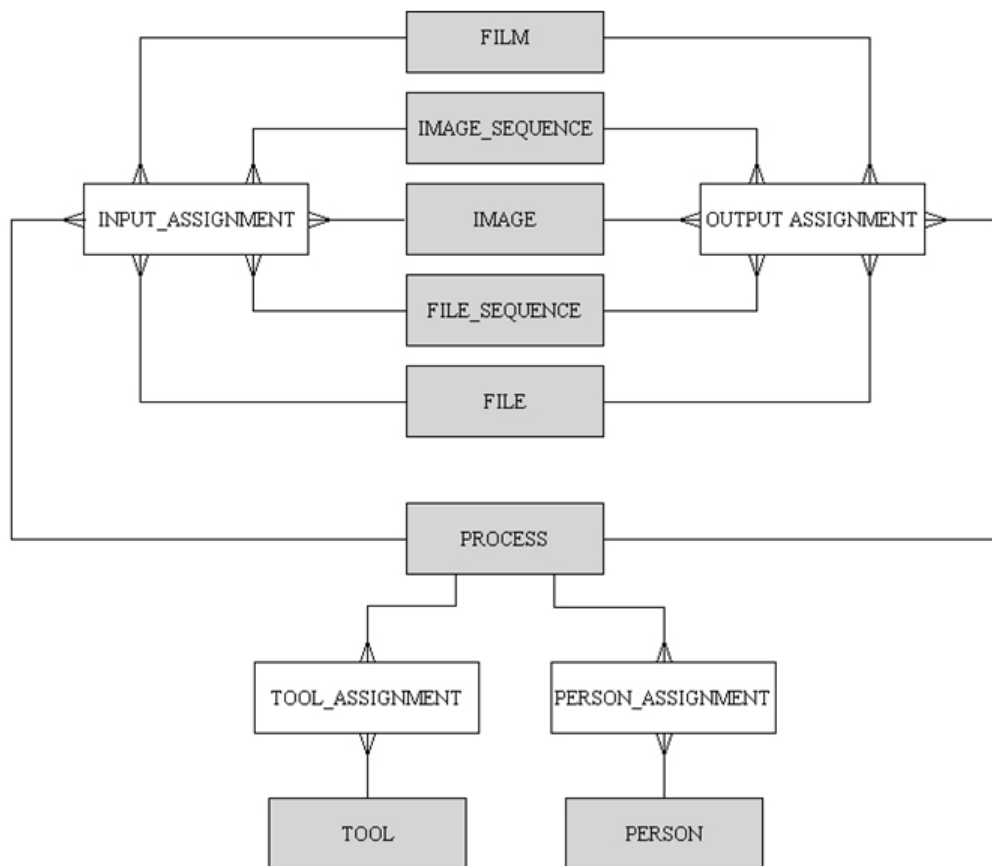 FILM
IMAGE_SEQUENCE
INPUT_ASSIGNMENT
IMAGE
OUTPUT ASSIGNMENT
FILE_SEQUENCE
FILE
PROCESS
TOOL_ASSIGNMENT
PERSON_ASSIGNMENT
TOOL
PERSON